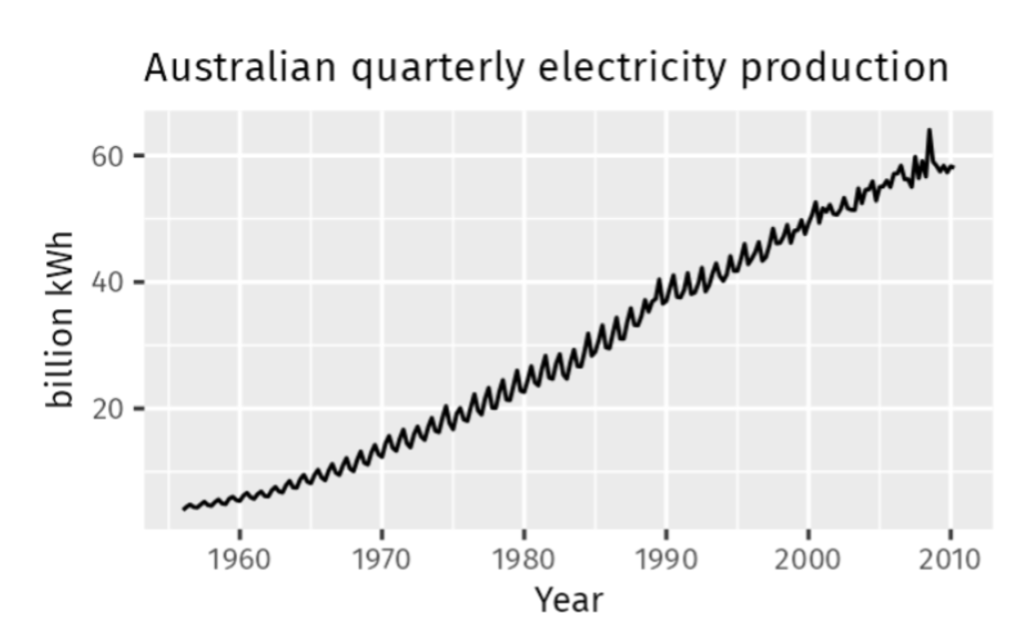 Australian quarterly electricity production
60
40
20
billion kWh
1960 1970 1980 1990 2000 2010
Year